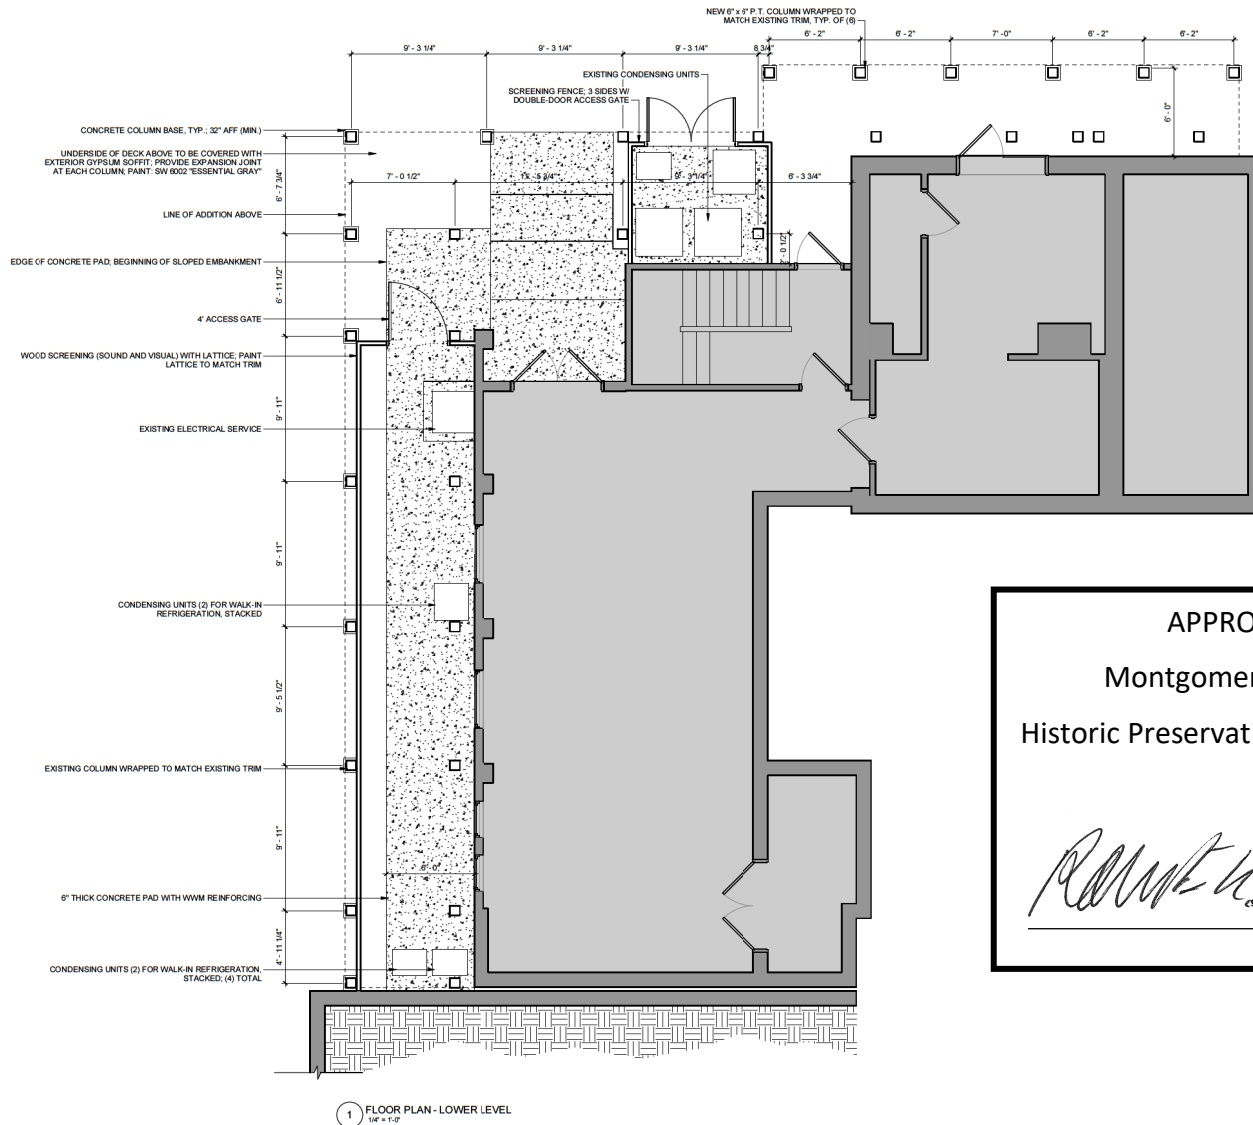 NEW 6" x 6" P.T. COLUMN WRAPPED TO
MATCH EXISTING TRIM, TYP. OF (6)
6' - 2"
6' - 2"
7' - 0"
6' - 2"
6' - 2"
9' - 3 1/4"
9' - 3 1/4"
9' - 3 1/4"
8 3/4"
EXISTING CONDENSING UNITS
SCREENING FENCE; 3 SIDES W/
DOUBLE-DOOR ACCESS GATE
6' - 0"
CONCRETE COLUMN BASE, TYP.; 32" AFF (MIN.)
UNDERSIDE OF DECK ABOVE TO BE COVERED WITH
EXTERIOR GYPSUM SOFFIT; PROVIDE EXPANSION JOINT
AT EACH COLUMN; PAINT: SW 6002 "ESSENTIAL GRAY"
6' - 7 3/4"
7' - 0 1/2"
9' - 3 1/4"
6' - 3 3/4"
LINE OF ADDITION ABOVE
EDGE OF CONCRETE PAD; BEGINNING OF SLOPED EMBANKMENT
6' - 11 1/2"
4' ACCESS GATE
WOOD SCREENING (SOUND AND VISUAL) WITH LATTICE; PAINT
LATTICE TO MATCH TRIM
9' - 11"
EXISTING ELECTRICAL SERVICE
9' - 11"
CONDENSING UNITS (2) FOR WALK-IN
REFRIGERATION, STACKED
9' - 5 1/2"
EXISTING COLUMN WRAPPED TO MATCH EXISTING TRIM
9' - 11"
6' - 0"
6" THICK CONCRETE PAD WITH WWM REINFORCING
4' - 11 1/4"
CONDENSING UNITS (2) FOR WALK-IN REFRIGERATION,
STACKED; (4) TOTAL
APPRO
Montgomer
Historic Preservati
1 FLOOR PLAN - LOWER LEVEL
1/4" = 1'-0"